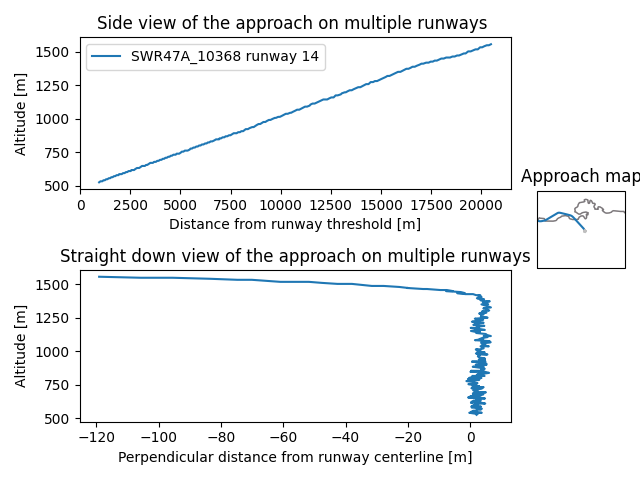 Side view of the approach on multiple runways
SWR47A_10368 runway 14
Altitude [m]
1500
1250
1000
750
500
0 2500 5000 7500 10000 12500 15000 17500 20000
Distance from runway threshold [m]
Approach map
Straight down view of the approach on multiple runways
Altitude [m]
1500
1250
1000
750
500
−120 −100 −80 −60 −40 −20 0
Perpendicular distance from runway centerline [m]